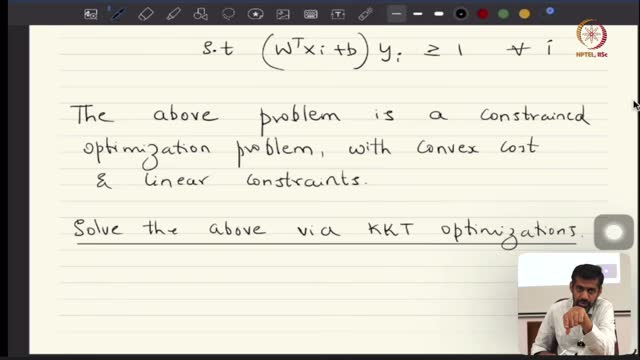 s.t (WᵀXi + b) yᵢ ≥ 1 ∀ i
NPTEL, IISc
The above problem is a constrained
optimization problem, with convex cost
& linear constraints.
Solve the above via KKT optimizations.